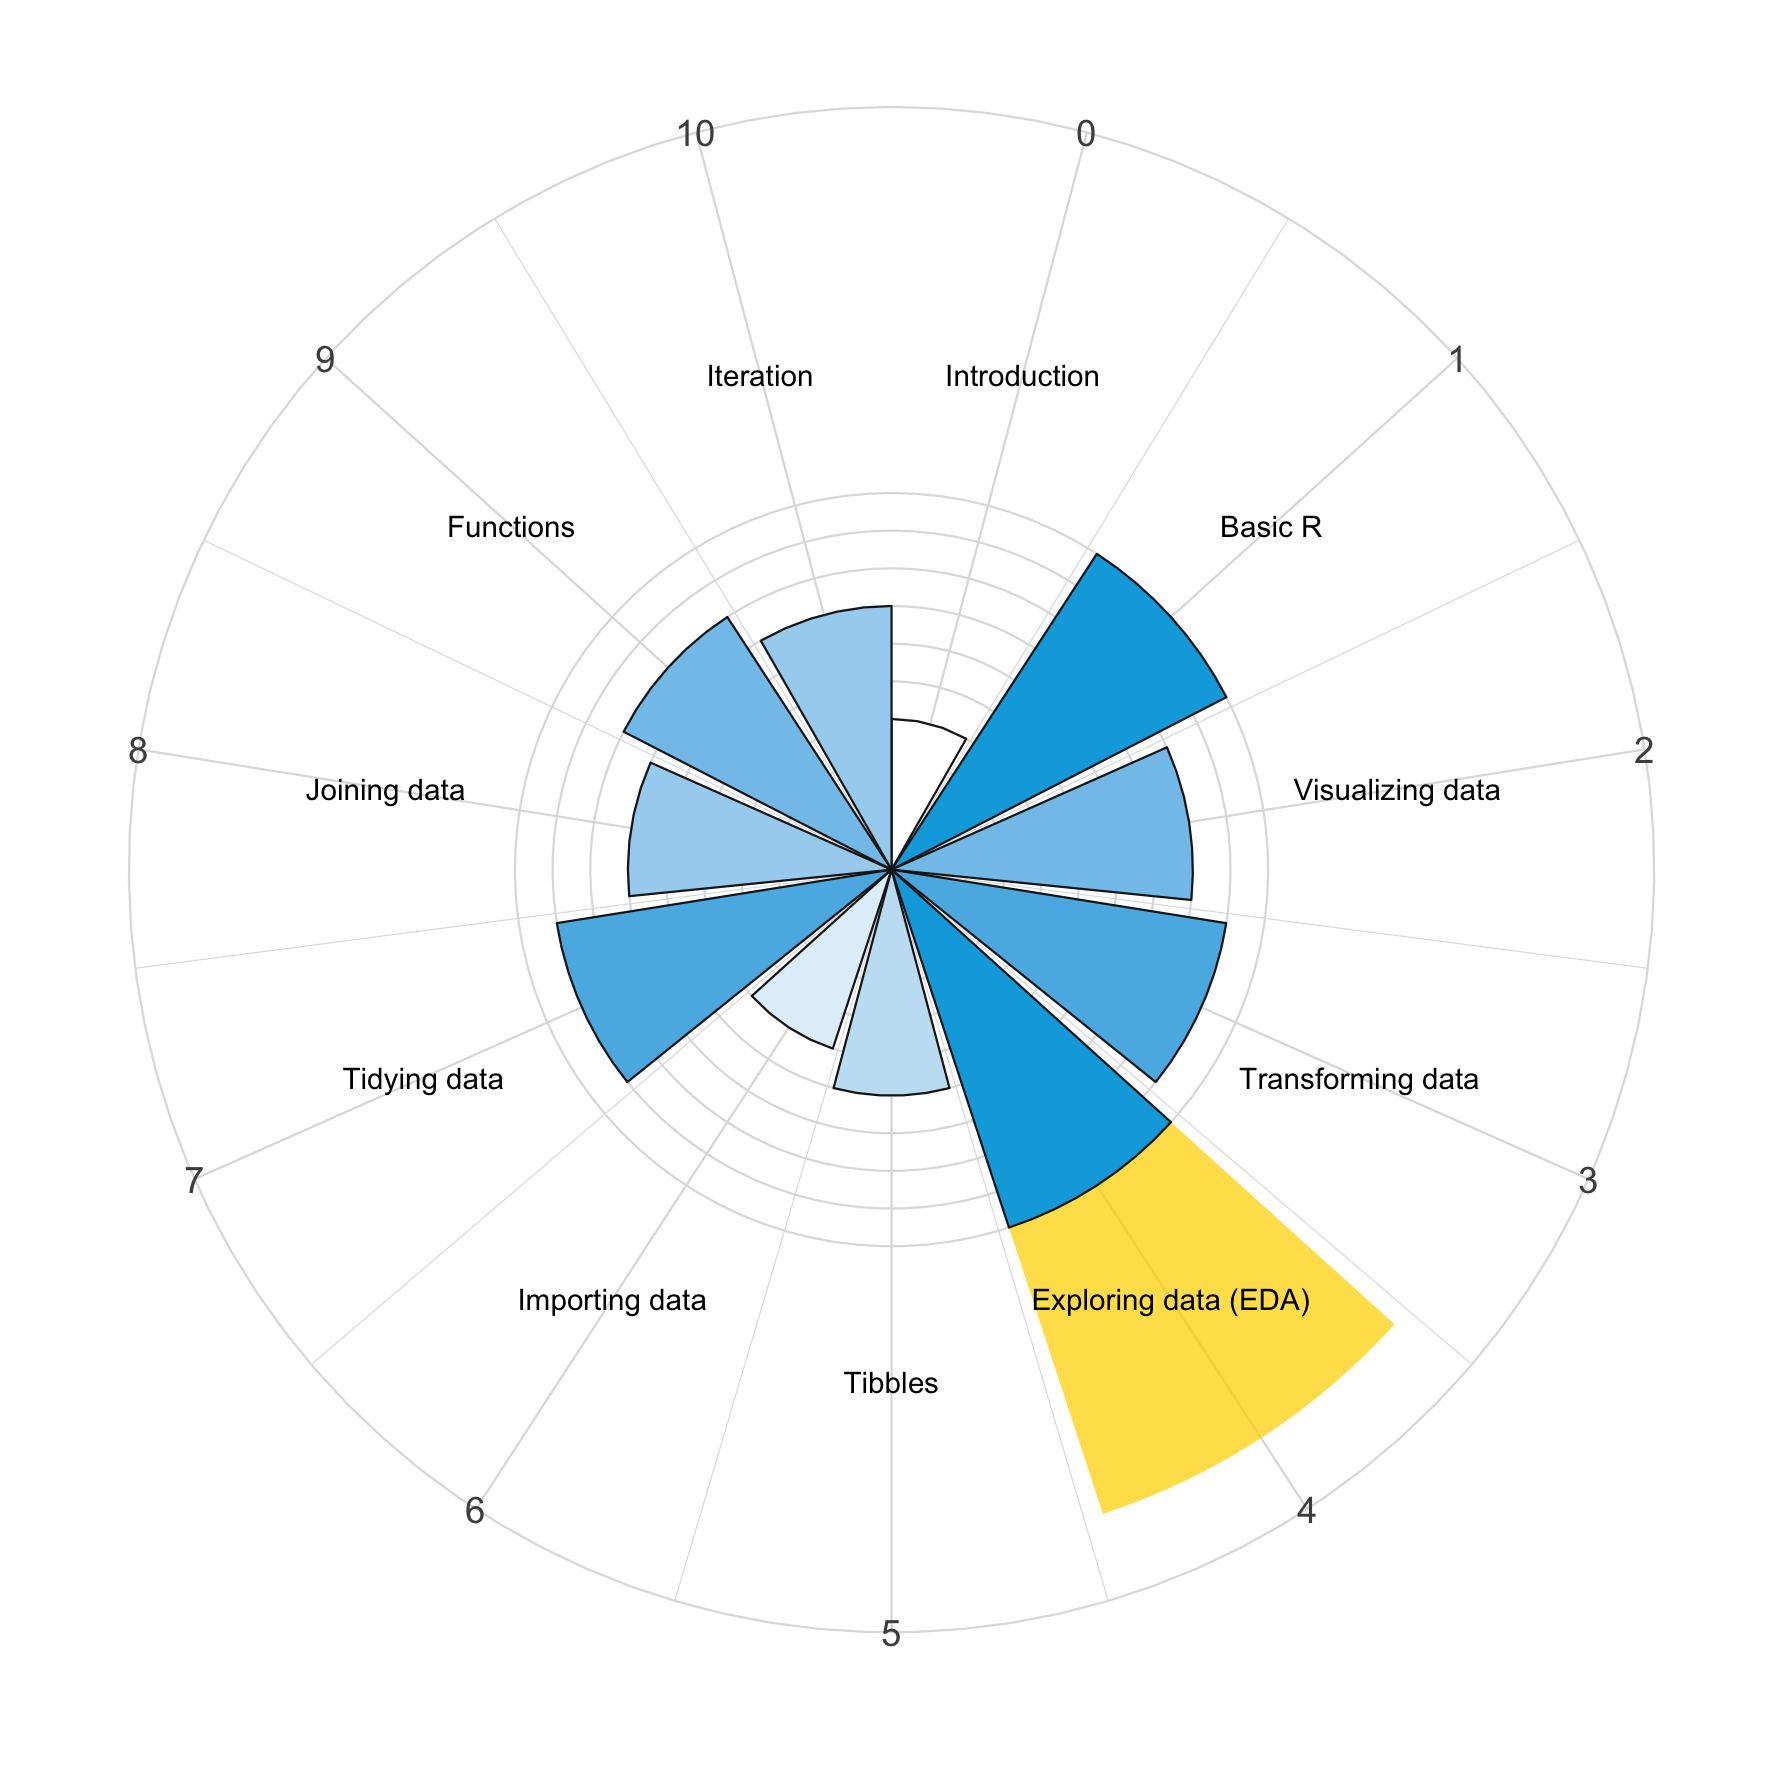 10
0
9
1
Iteration
Introduction
Functions
Basic R
8
2
Joining data
Visualizing data
Tidying data
Transforming data
7
3
Importing data
Exploring data (EDA)
Tibbles
6
4
5